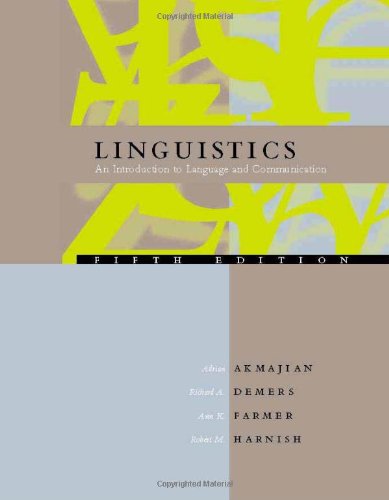 Copyrighted Material
LINGUISTICS
An Introduction to Language and Communication
FIFTH EDITION
Adrian AKMAJIAN
Richard A. DEMERS
Ann K. FARMER
Robert M. HARNISH
Copyrighted Material